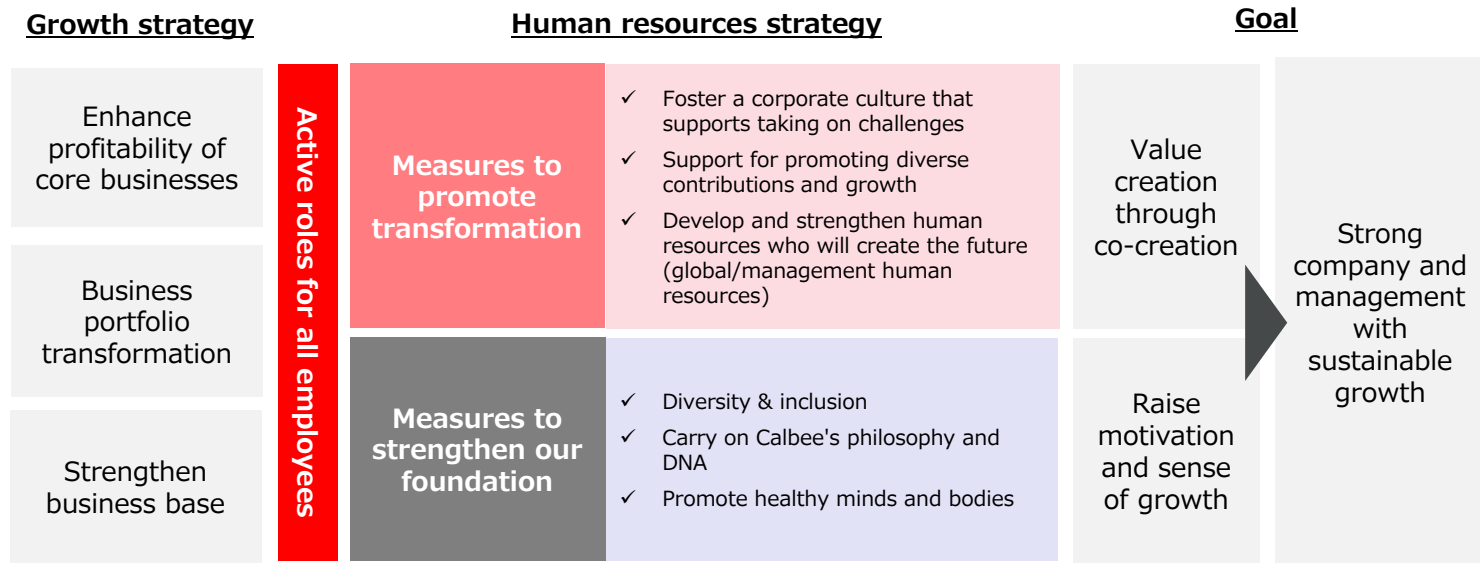 Growth strategy
Human resources strategy
Goal
Enhance
profitability of
core businesses
Business
portfolio
transformation
Strengthen
business base
Active roles for all employees
Measures to
promote
transformation
✓ Foster a corporate culture that
supports taking on challenges
✓ Support for promoting diverse
contributions and growth
✓ Develop and strengthen human
resources who will create the future
(global/management human
resources)
Measures to
strengthen our
foundation
✓ Diversity & inclusion
✓ Carry on Calbee's philosophy and
DNA
✓ Promote healthy minds and bodies
Value
creation
through
co-creation
Raise
motivation
and sense
of growth
Strong
company and
management
with
sustainable
growth